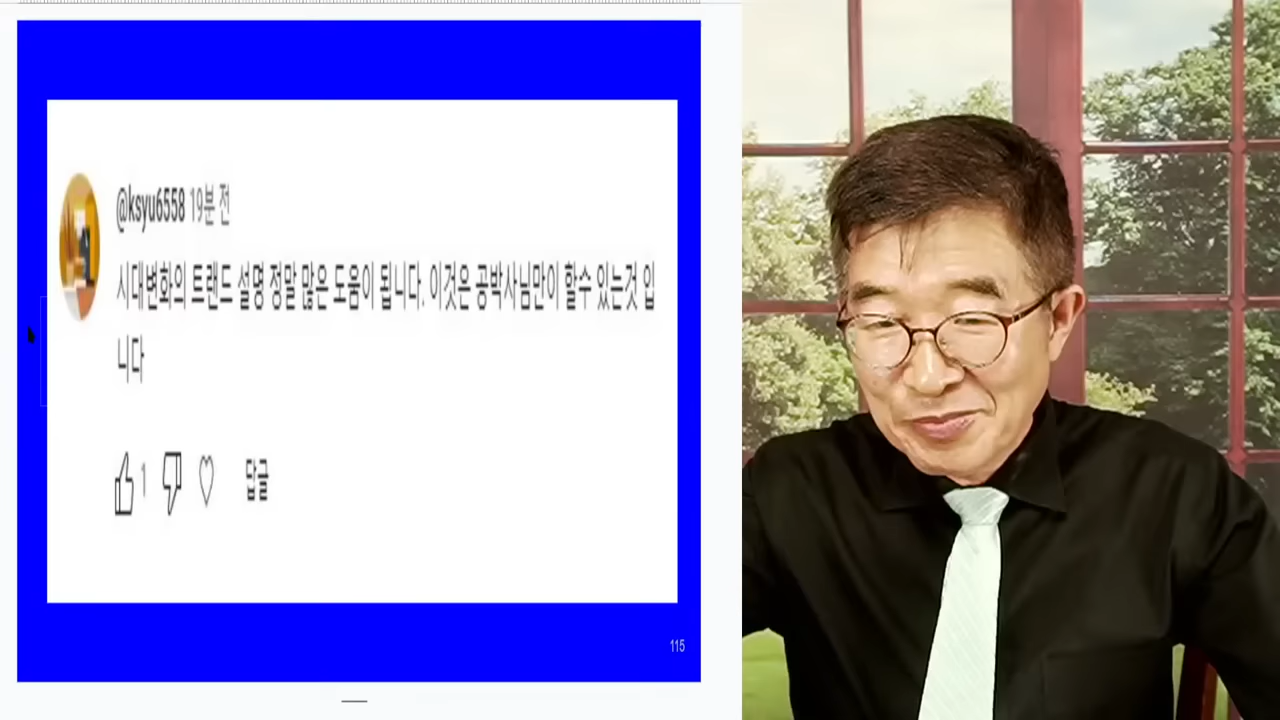 @ksyu6558 19분 전
시대변화의 트랜드 설명 정말 많은 도움이 됩니다. 이것은 공박사님만이 할수 있는것 입
니다
1 답글
115